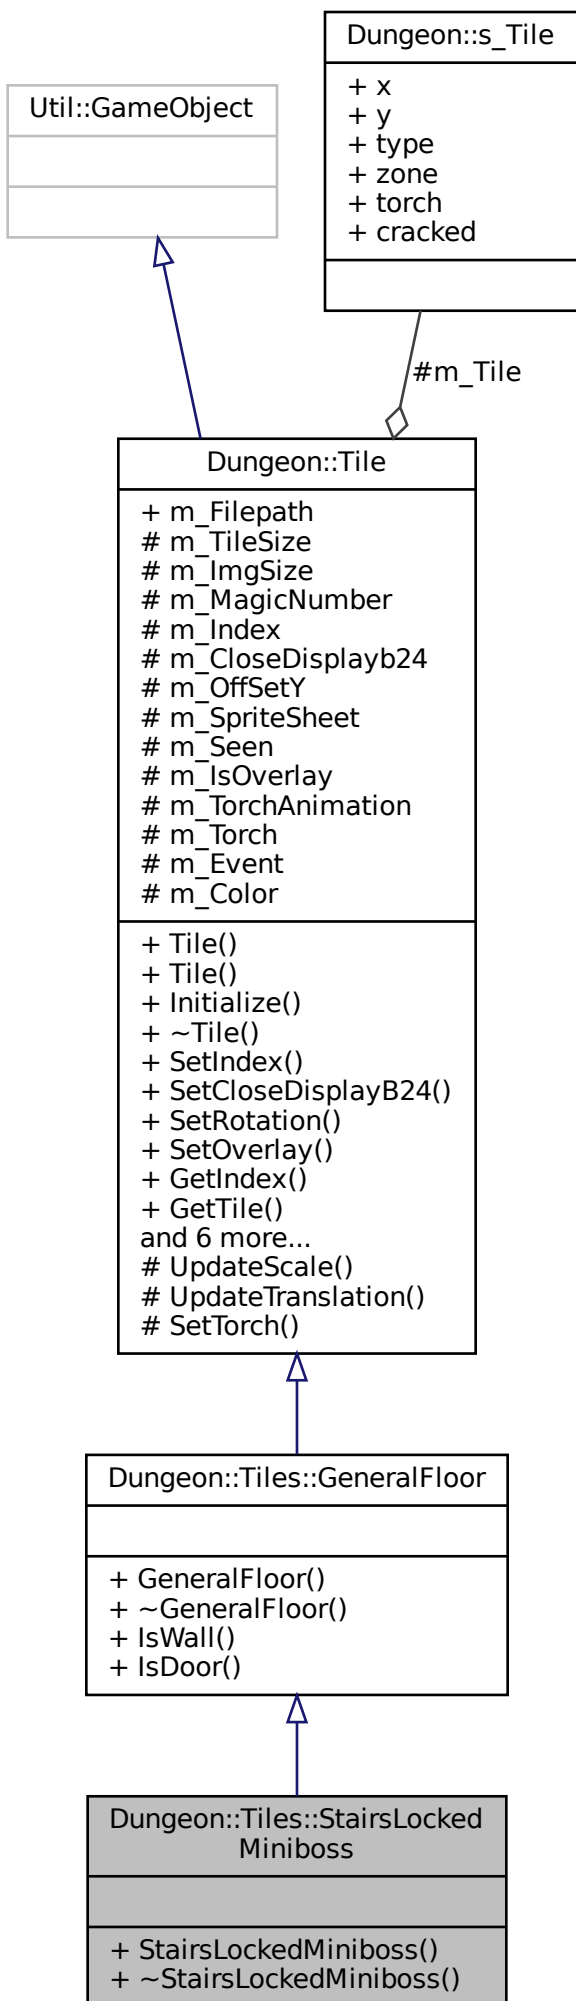 Dungeon::s_Tile
+ x
+ y
+ type
+ zone
+ torch
+ cracked
Util::GameObject
#m_Tile
Dungeon::Tile
+ m_Filepath
# m_TileSize
# m_ImgSize
# m_MagicNumber
# m_Index
# m_CloseDisplayb24
# m_OffSetY
# m_SpriteSheet
# m_Seen
# m_IsOverlay
# m_TorchAnimation
# m_Torch
# m_Event
# m_Color
+ Tile()
+ Tile()
+ Initialize()
+ ~Tile()
+ SetIndex()
+ SetCloseDisplayB24()
+ SetRotation()
+ SetOverlay()
+ GetIndex()
+ GetTile()
and 6 more...
# UpdateScale()
# UpdateTranslation()
# SetTorch()
Dungeon::Tiles::GeneralFloor
+ GeneralFloor()
+ ~GeneralFloor()
+ IsWall()
+ IsDoor()
Dungeon::Tiles::StairsLocked
Miniboss
+ StairsLockedMiniboss()
+ ~StairsLockedMiniboss()